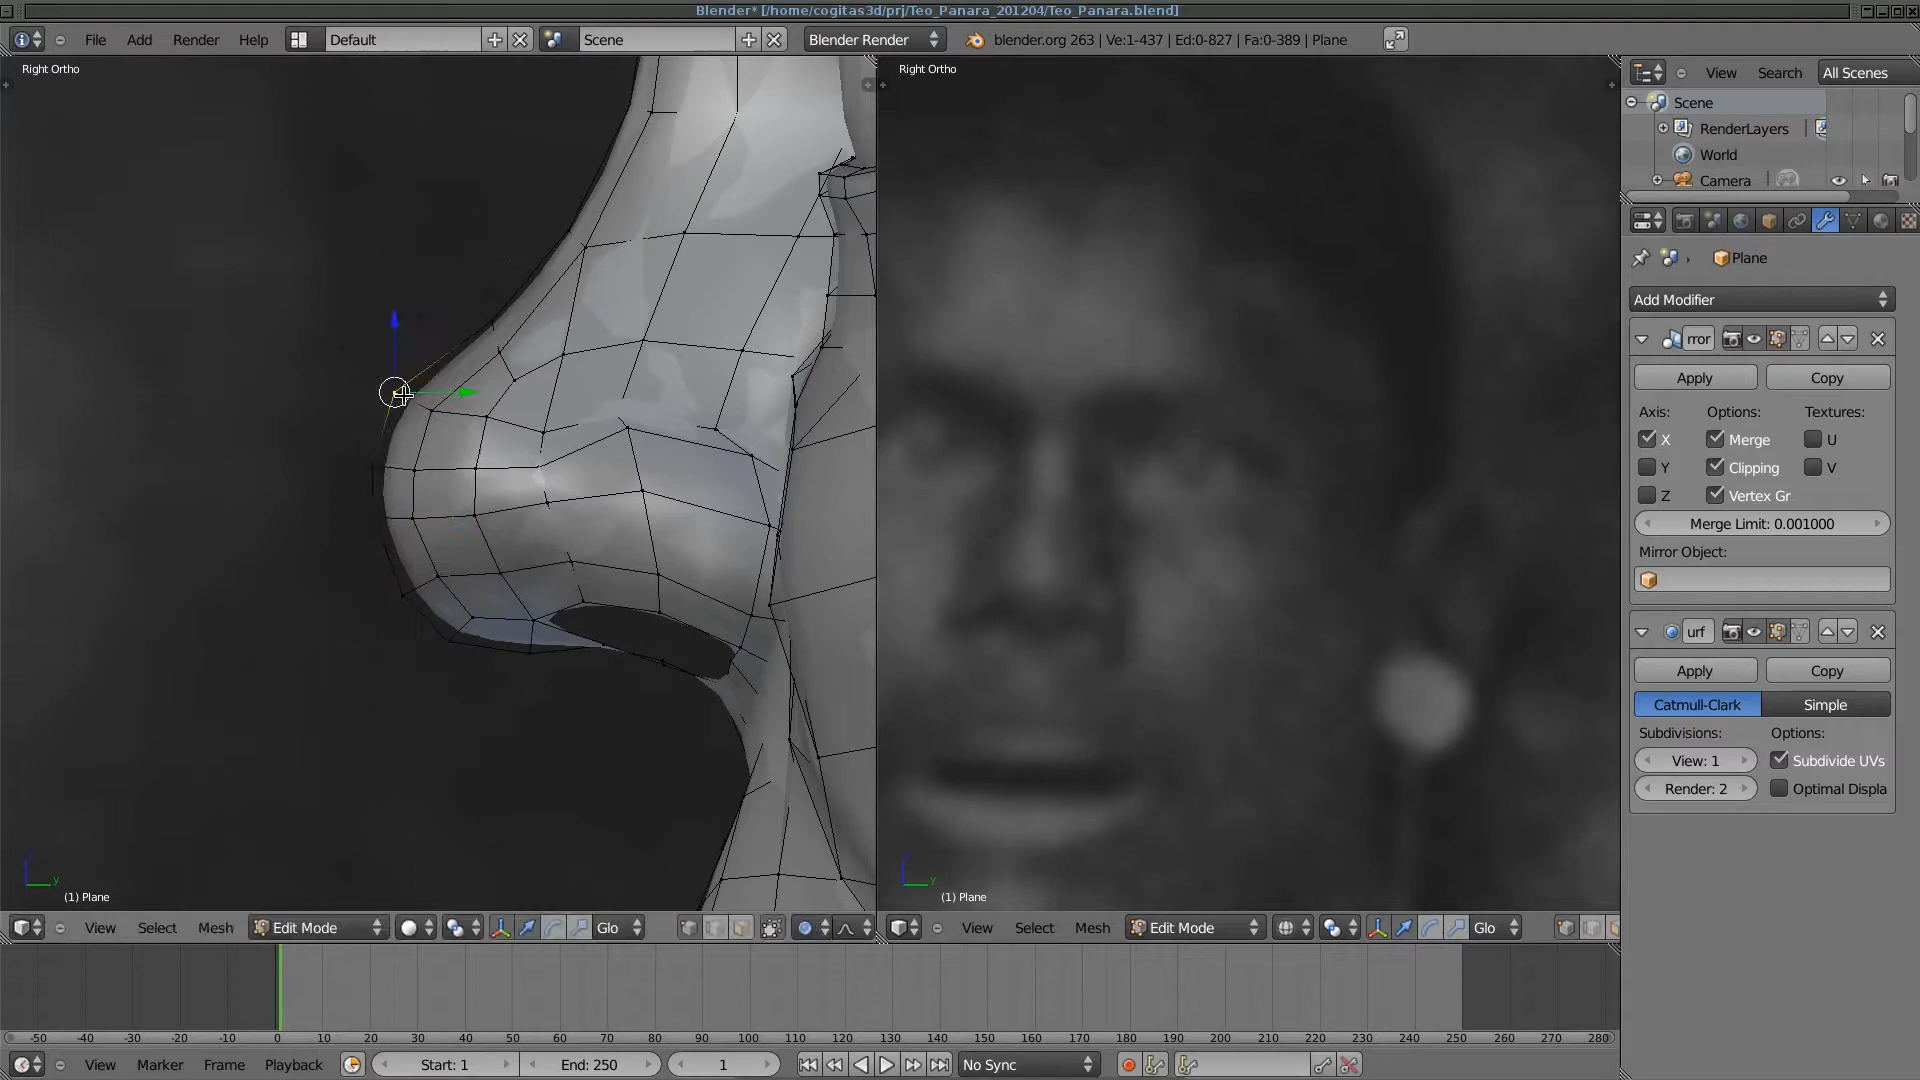 Blender* [/home/cogitas3d/prj/Teo_Panara_201204/Teo_Panara.blend]
File Add Render Help Default Scene Blender Render blender.org 263 | Ve:1-437 | Ed:0-827 | Fa:0-389 | Plane
Right Ortho
Right Ortho
View Search All Scenes
Scene
RenderLayers
World
Camera
Plane
Add Modifier
rror
Apply Copy
Axis: Options: Textures:
X Merge U
Y Clipping V
Z Vertex Gr
Merge Limit: 0.001000
Mirror Object:
urf
Apply Copy
Catmull-Clark Simple
Subdivisions: Options:
View: 1 Subdivide UVs
Render: 2 Optimal Displa
y
(1) Plane
y
(1) Plane
View Select Mesh Edit Mode Glo
View Select Mesh Edit Mode Glo
-50 -40 -30 -20 -10 0 10 20 30 40 50 60 70 80 90 100 110 120 130 140 150 160 170 180 190 200 210 220 230 240 250 260 270 280
View Marker Frame Playback Start: 1 End: 250 1 No Sync